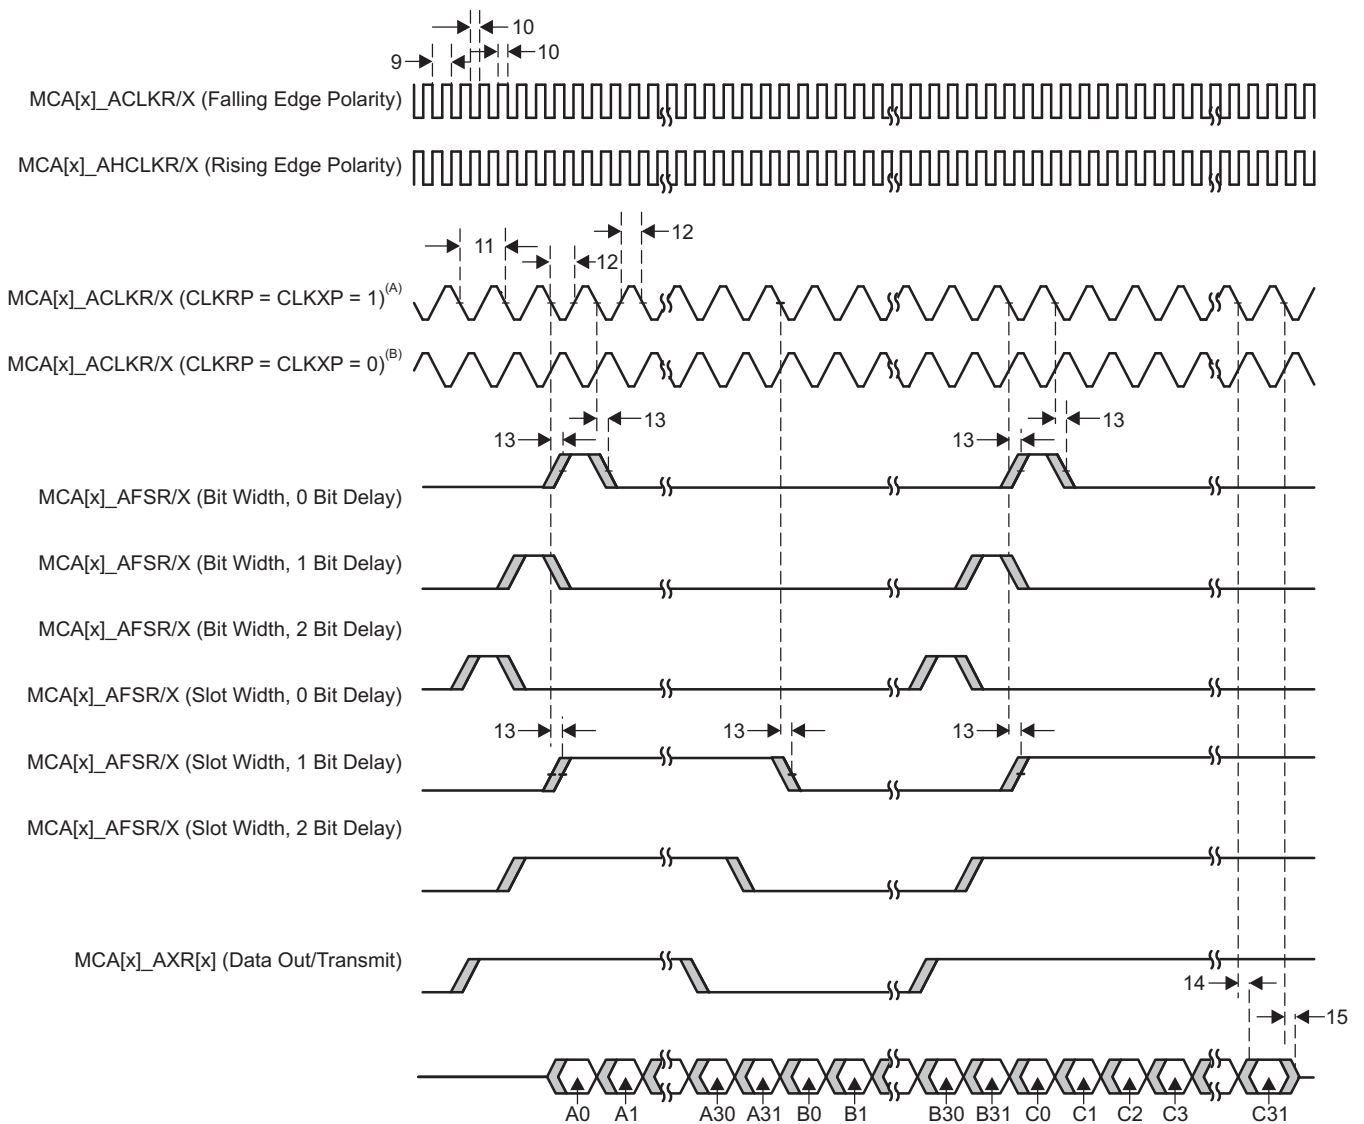 10
9
10
MCA[x]_ACLKR/X (Falling Edge Polarity)
MCA[x]_AHCLKR/X (Rising Edge Polarity)
12
11
12
MCA[x]_ACLKR/X (CLKRP = CLKXP = 1)(A)
MCA[x]_ACLKR/X (CLKRP = CLKXP = 0)(B)
13 13
13 13
MCA[x]_AFSR/X (Bit Width, 0 Bit Delay)
MCA[x]_AFSR/X (Bit Width, 1 Bit Delay)
MCA[x]_AFSR/X (Bit Width, 2 Bit Delay)
MCA[x]_AFSR/X (Slot Width, 0 Bit Delay)
13 13 13
MCA[x]_AFSR/X (Slot Width, 1 Bit Delay)
MCA[x]_AFSR/X (Slot Width, 2 Bit Delay)
MCA[x]_AXR[x] (Data Out/Transmit)
14
15
A0 A1 A30 A31 B0 B1 B30 B31 C0 C1 C2 C3 C31